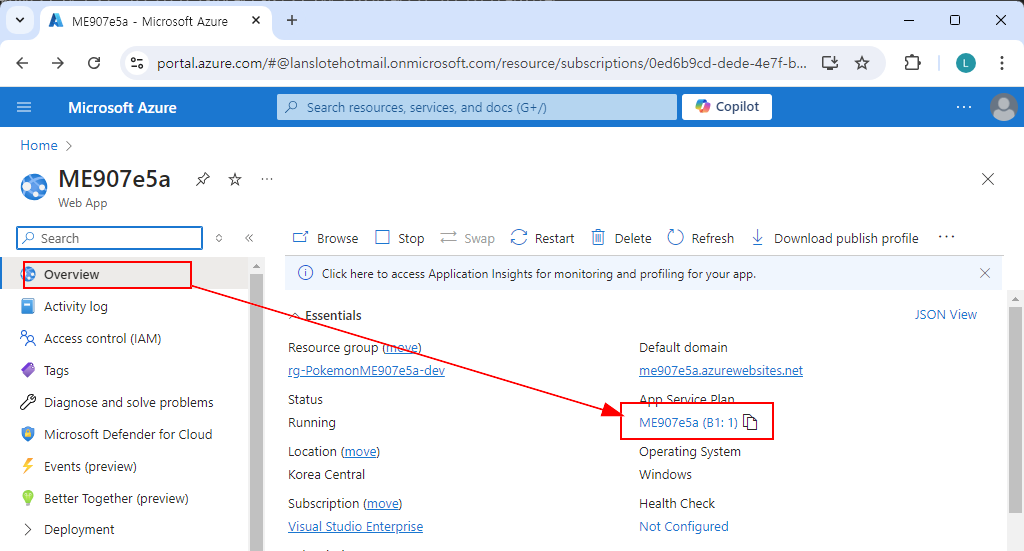 ME907e5a - Microsoft Azure
portal.azure.com/#@lanslotehotmail.onmicrosoft.com/resource/subscriptions/0ed6b9cd-dede-4e7f-b...
L
Microsoft Azure
Search resources, services, and docs (G+/)
Copilot
Home
ME907e5a
Web App
Search
Browse Stop Swap Restart Delete Refresh Download publish profile
Click here to access Application Insights for monitoring and profiling for your app.
Overview
Activity log
Access control (IAM)
Tags
Diagnose and solve problems
Microsoft Defender for Cloud
Events (preview)
Better Together (preview)
Deployment
Essentials
JSON View
Resource group (move)
rg-PokemonME907e5a-dev
Status
Running
Location (move)
Korea Central
Subscription (move)
Visual Studio Enterprise
Default domain
me907e5a.azurewebsites.net
App Service Plan
ME907e5a (B1: 1)
Operating System
Windows
Health Check
Not Configured